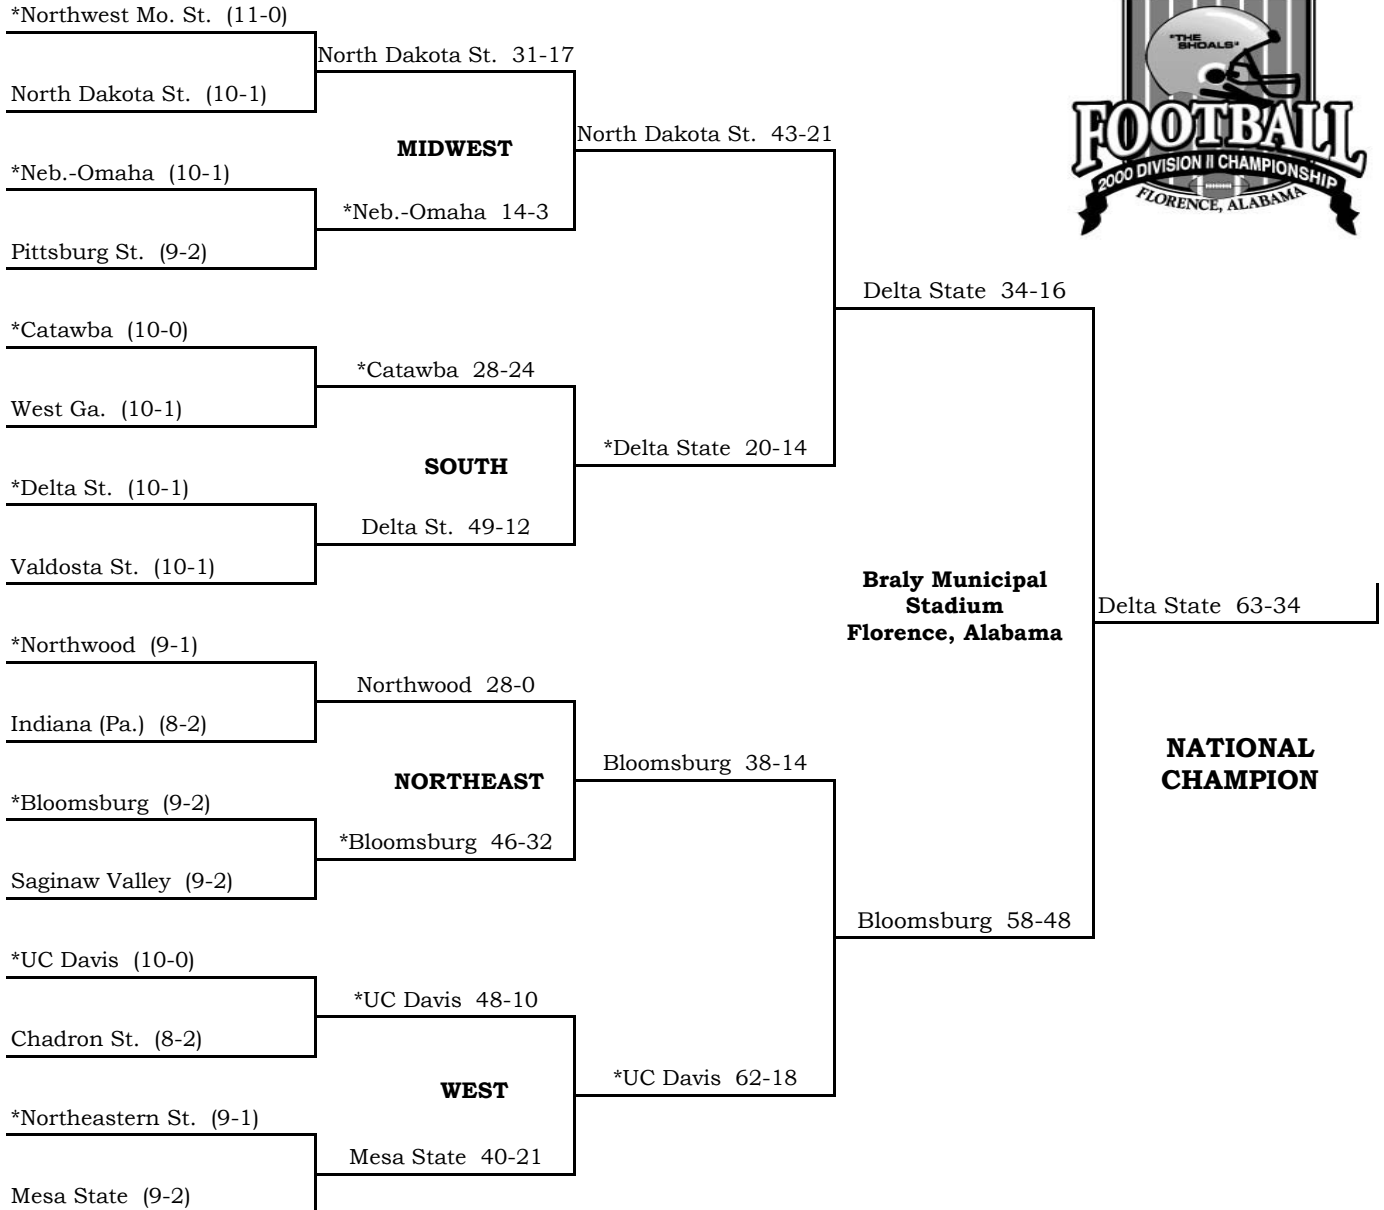 *Northwest Mo. St. (11-0)
North Dakota St. 31-17
North Dakota St. (10-1)
MIDWEST
North Dakota St. 43-21
*Neb.-Omaha (10-1)
*Neb.-Omaha 14-3
Pittsburg St. (9-2)
"THE
SHOALS"
FOOTBALL
2000 DIVISION II CHAMPIONSHIP
FLORENCE, ALABAMA
Delta State 34-16
*Catawba (10-0)
*Catawba 28-24
West Ga. (10-1)
SOUTH
*Delta State 20-14
*Delta St. (10-1)
Delta St. 49-12
Valdosta St. (10-1)
Braly Municipal
Stadium
Florence, Alabama
Delta State 63-34
*Northwood (9-1)
Northwood 28-0
Indiana (Pa.) (8-2)
NORTHEAST
Bloomsburg 38-14
NATIONAL
CHAMPION
*Bloomsburg (9-2)
*Bloomsburg 46-32
Saginaw Valley (9-2)
Bloomsburg 58-48
*UC Davis (10-0)
*UC Davis 48-10
Chadron St. (8-2)
WEST
*UC Davis 62-18
*Northeastern St. (9-1)
Mesa State 40-21
Mesa State (9-2)